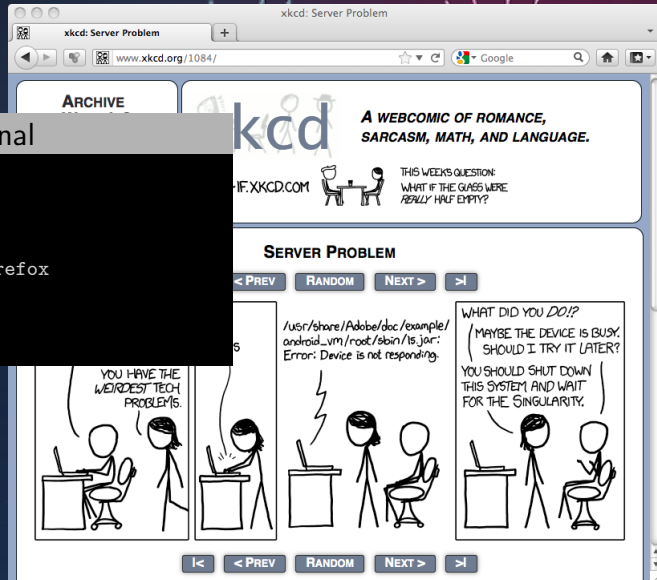 xkcd: Server Problem
xkcd: Server Problem
www.xkcd.org/1084/
Google
ARCHIVE
nal
refox
kcd
A WEBCOMIC OF ROMANCE,
SARCASM, MATH, AND LANGUAGE.
-IF.XKCD.COM
THIS WEEK'S QUESTION:
WHAT IF THE GLASS WERE
REALLY HALF EMPTY?
SERVER PROBLEM
< PREV RANDOM NEXT > >|
YOU HAVE THE
WEIRDEST TECH
PROBLEMS.
s
/usr/share/Adobe/doc/example/
android_vm/root/sbin/ls.jar:
Error: Device is not responding.
WHAT DID YOU DO!?
MAYBE THE DEVICE IS BUSY.
SHOULD I TRY IT LATER?
YOU SHOULD SHUT DOWN
THIS SYSTEM AND WAIT
FOR THE SINGULARITY.
|< < PREV RANDOM NEXT > >|